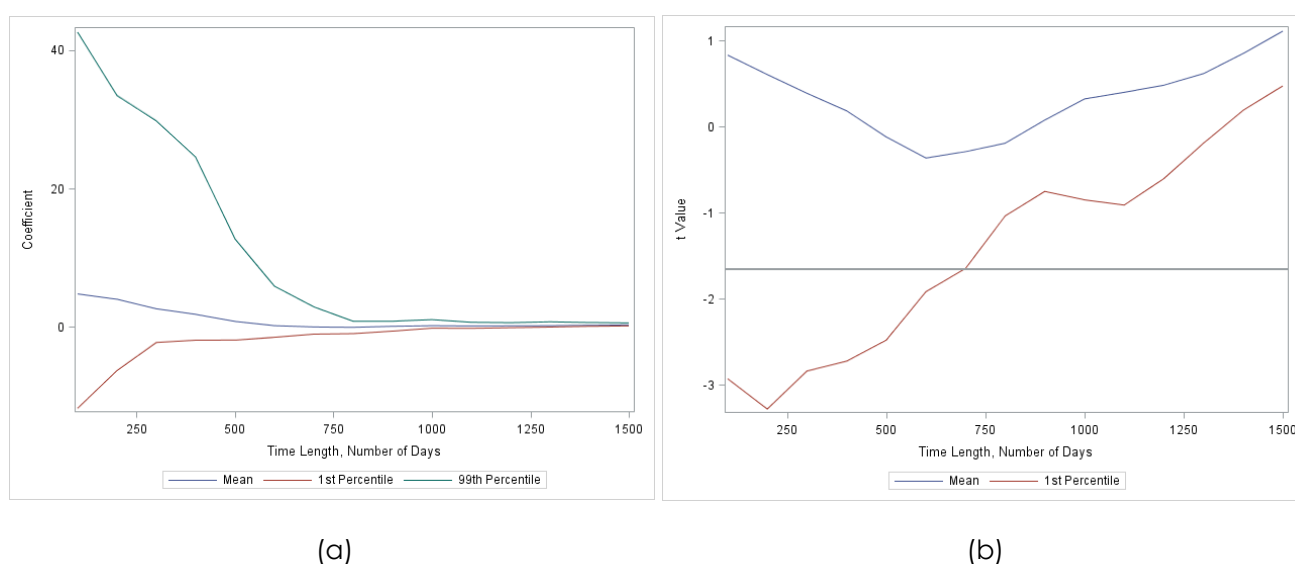 Coefficient
40
20
0
250 500 750 1000 1250 1500
Time Length, Number of Days
Mean 1st Percentile 99th Percentile
(a)
t Value
1
0
-1
-2
-3
250 500 750 1000 1250 1500
Time Length, Number of Days
Mean 1st Percentile
(b)